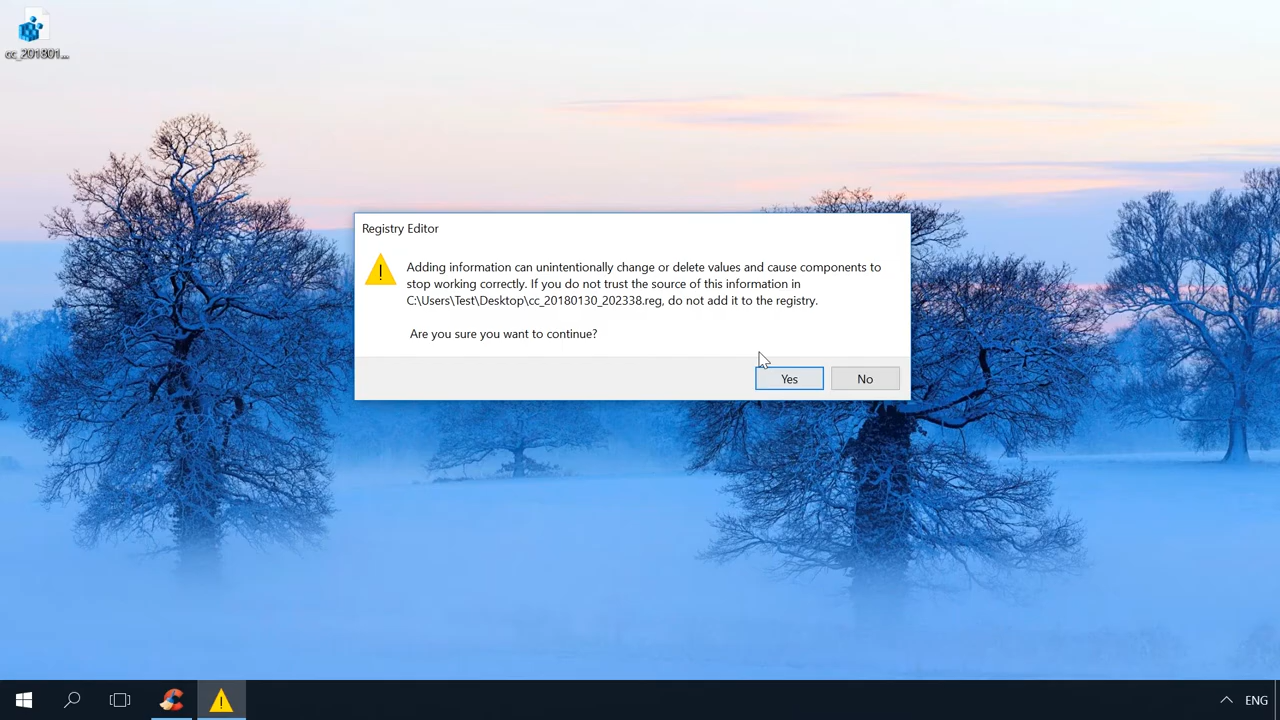 cc_201801...
Registry Editor
Adding information can unintentionally change or delete values and cause components to
stop working correctly. If you do not trust the source of this information in
C:\Users\Test\Desktop\cc_20180130_202338.reg, do not add it to the registry.
Are you sure you want to continue?
Yes
No
ENG